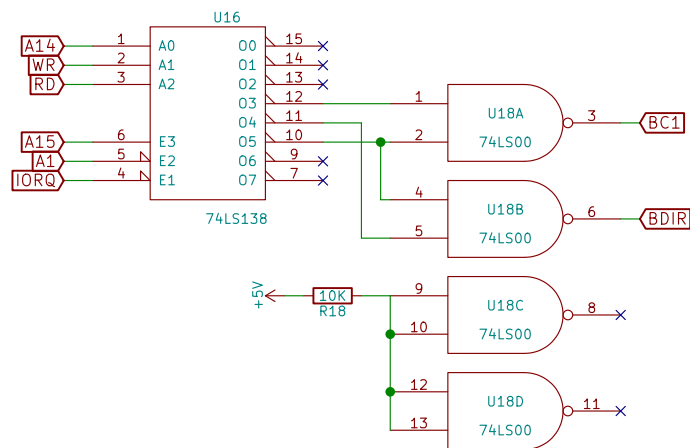 U16
A14 1 A0 O0 15
WR 2 A1 O1 14
RD 3 A2 O2 13
O3 12 1 U18A 3 BC1
O4 11
A15 6 E3 O5 10 2 74LS00
A1 5 E2 O6 9
IORQ 4 E1 O7 7
74LS138
4 U18B 6 BDIR
5 74LS00
+5V 10K 9 U18C 8
R18
10 74LS00
12 U18D 11
13 74LS00